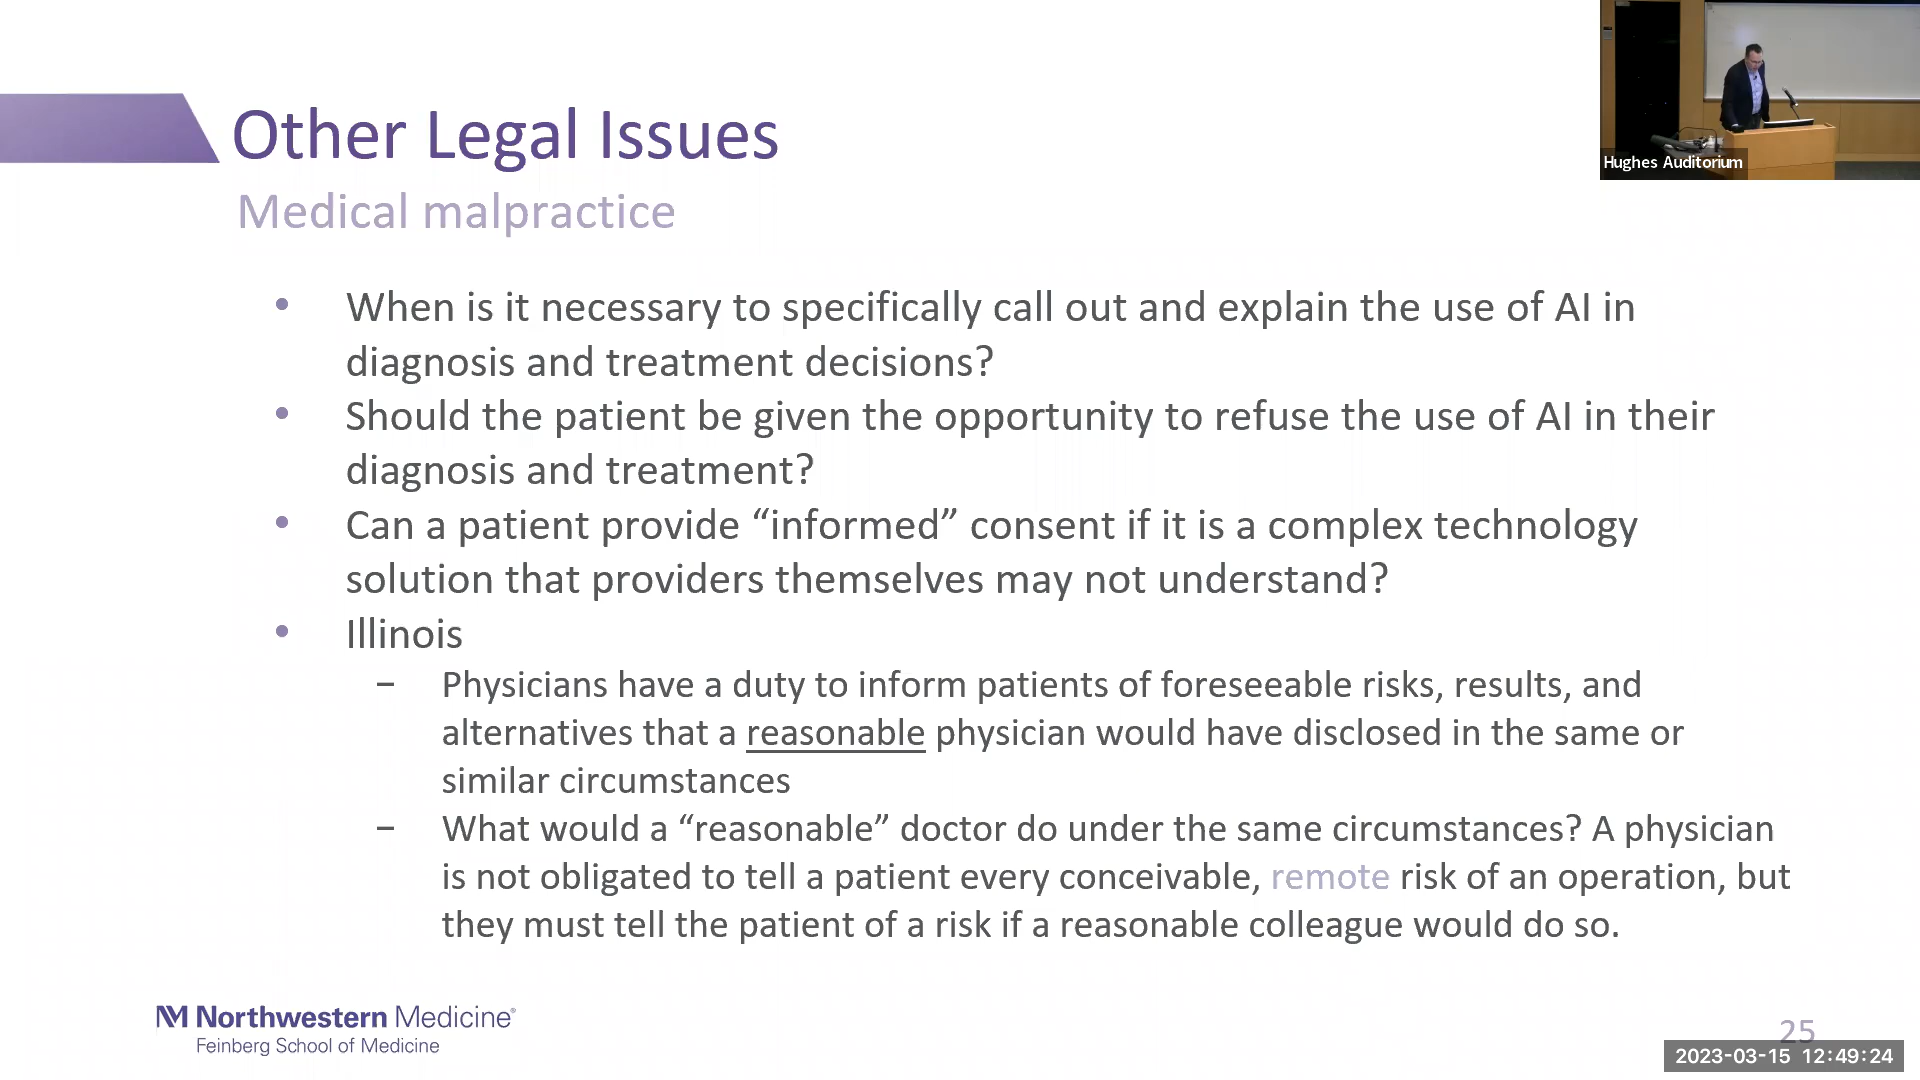 Hughes Auditorium
Other Legal Issues
Medical malpractice
• When is it necessary to specifically call out and explain the use of AI in
diagnosis and treatment decisions?
• Should the patient be given the opportunity to refuse the use of AI in their
diagnosis and treatment?
• Can a patient provide “informed” consent if it is a complex technology
solution that providers themselves may not understand?
• Illinois
– Physicians have a duty to inform patients of foreseeable risks, results, and
alternatives that a reasonable physician would have disclosed in the same or
similar circumstances
– What would a “reasonable” doctor do under the same circumstances? A physician
is not obligated to tell a patient every conceivable, remote risk of an operation, but
they must tell the patient of a risk if a reasonable colleague would do so.
NM Northwestern Medicine®
Feinberg School of Medicine
25
2023-03-15 12:49:24